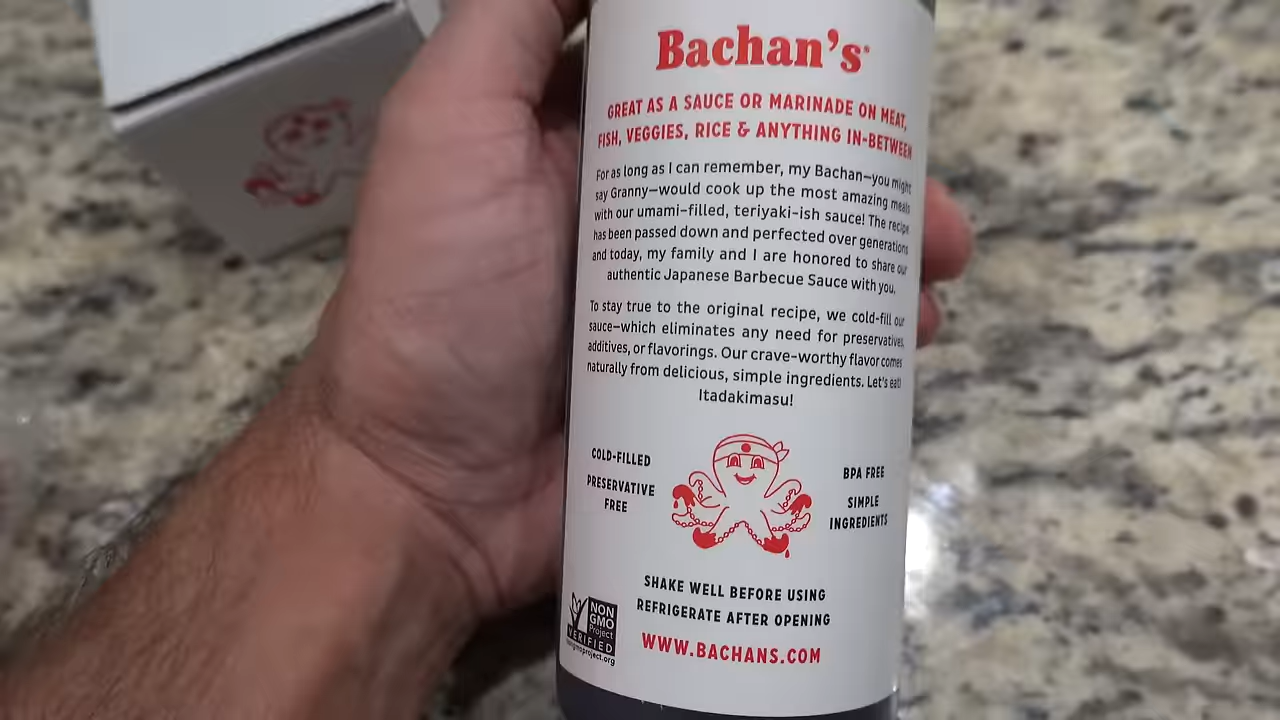 Bachan's®
GREAT AS A SAUCE OR MARINADE ON MEAT,
FISH, VEGGIES, RICE & ANYTHING IN-BETWEEN
For as long as I can remember, my Bachan—you might
say Granny—would cook up the most amazing meals
with our umami-filled, teriyaki-ish sauce! The recipe
has been passed down and perfected over generations
and today, my family and I are honored to share our
authentic Japanese Barbecue Sauce with you.
To stay true to the original recipe, we cold-fill our
sauce—which eliminates any need for preservatives,
additives, or flavorings. Our crave-worthy flavor comes
naturally from delicious, simple ingredients. Let's eat!
Itadakimasu!
COLD-FILLED
PRESERVATIVE
FREE
BPA FREE
SIMPLE
INGREDIENTS
SHAKE WELL BEFORE USING
REFRIGERATE AFTER OPENING
WWW.BACHANS.COM
NON
GMO
Project
VERIFIED
nongmoproject.org